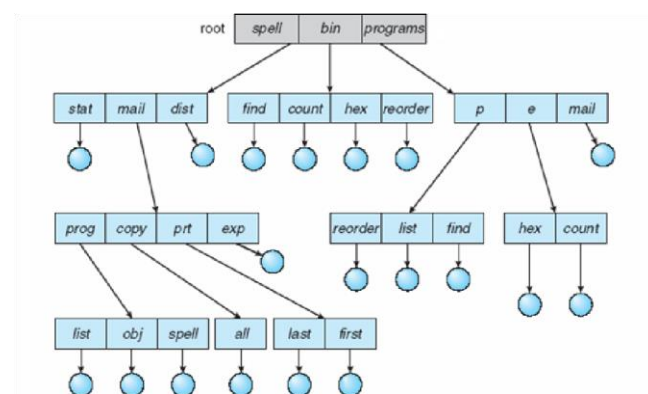 root spell bin programs
stat mail dist find count hex reorder p e mail
prog copy prt exp reorder list find hex count
list obj spell all last first